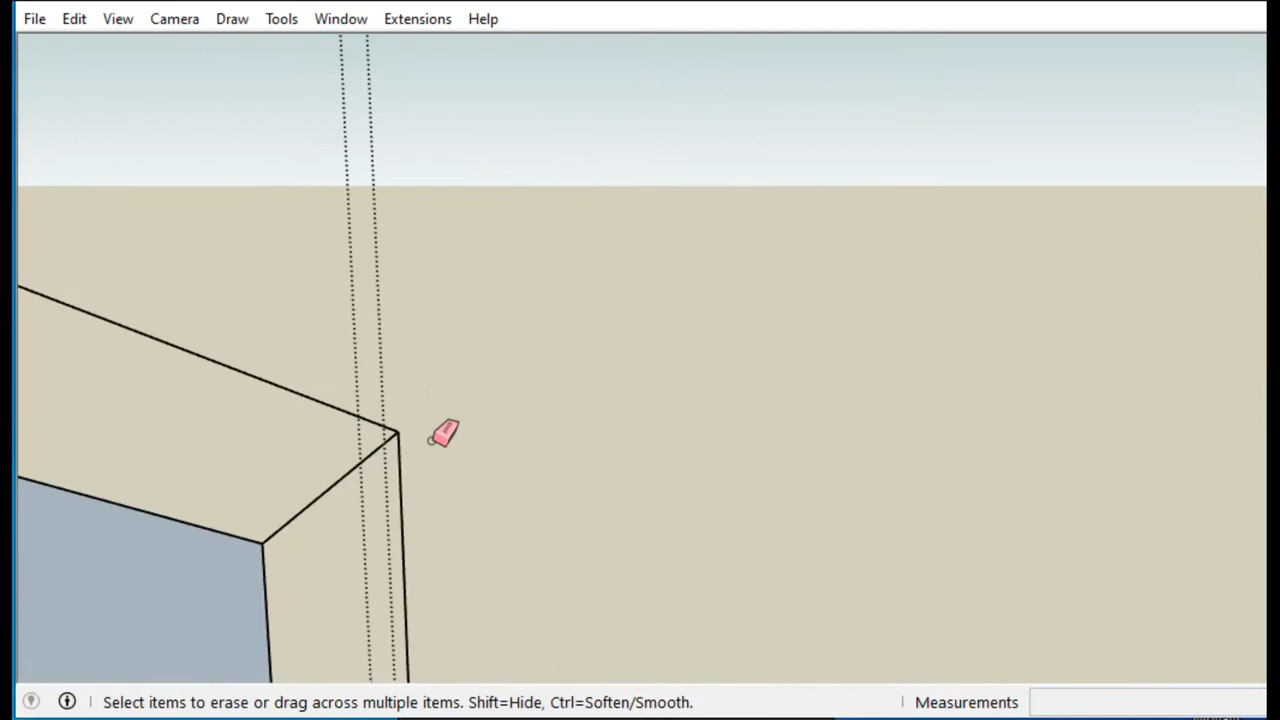 File Edit View Camera Draw Tools Window Extensions Help
Select items to erase or drag across multiple items. Shift=Hide, Ctrl=Soften/Smooth.
Measurements